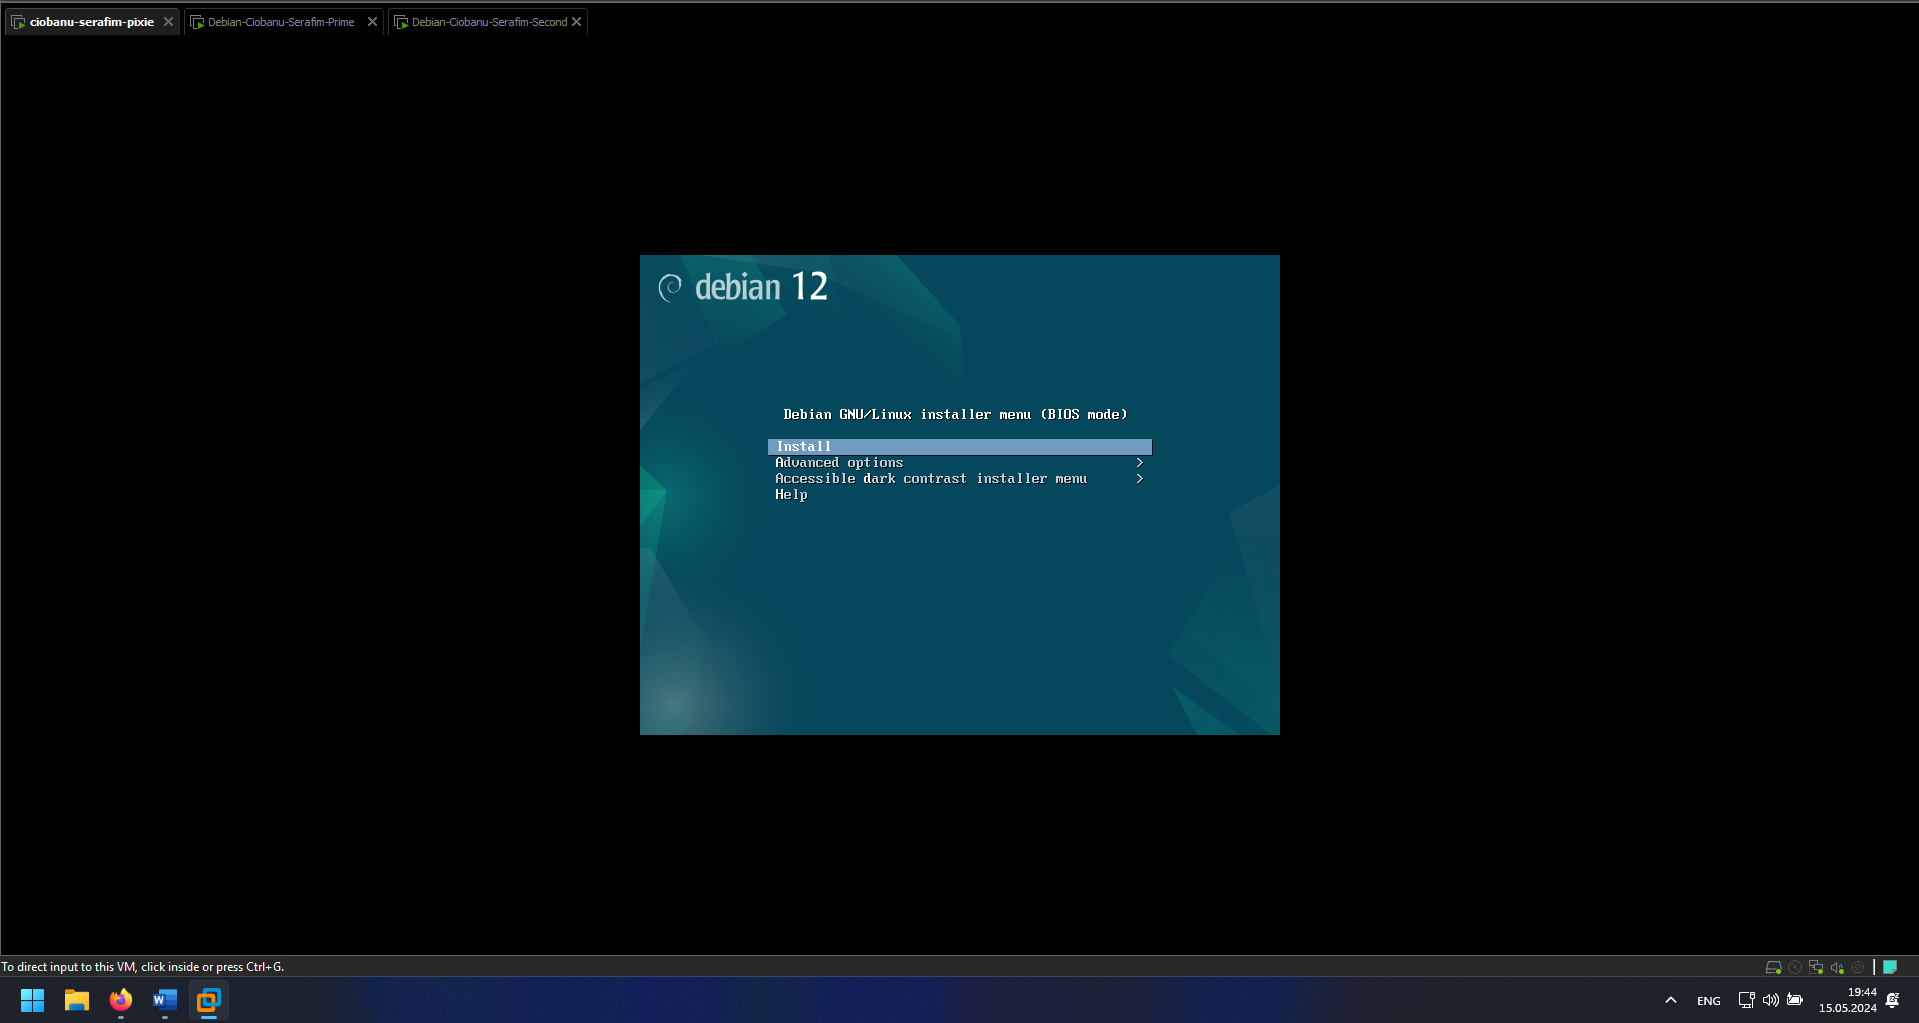 ciobanu-serafim-pixie
Debian-Ciobanu-Serafim-Prime
Debian-Ciobanu-Serafim-Second
debian 12
Debian GNU/Linux installer menu (BIOS mode)
Install
Advanced options >
Accessible dark contrast installer menu >
Help
To direct input to this VM, click inside or press Ctrl+G.
W
ENG
19:44
15.05.2024